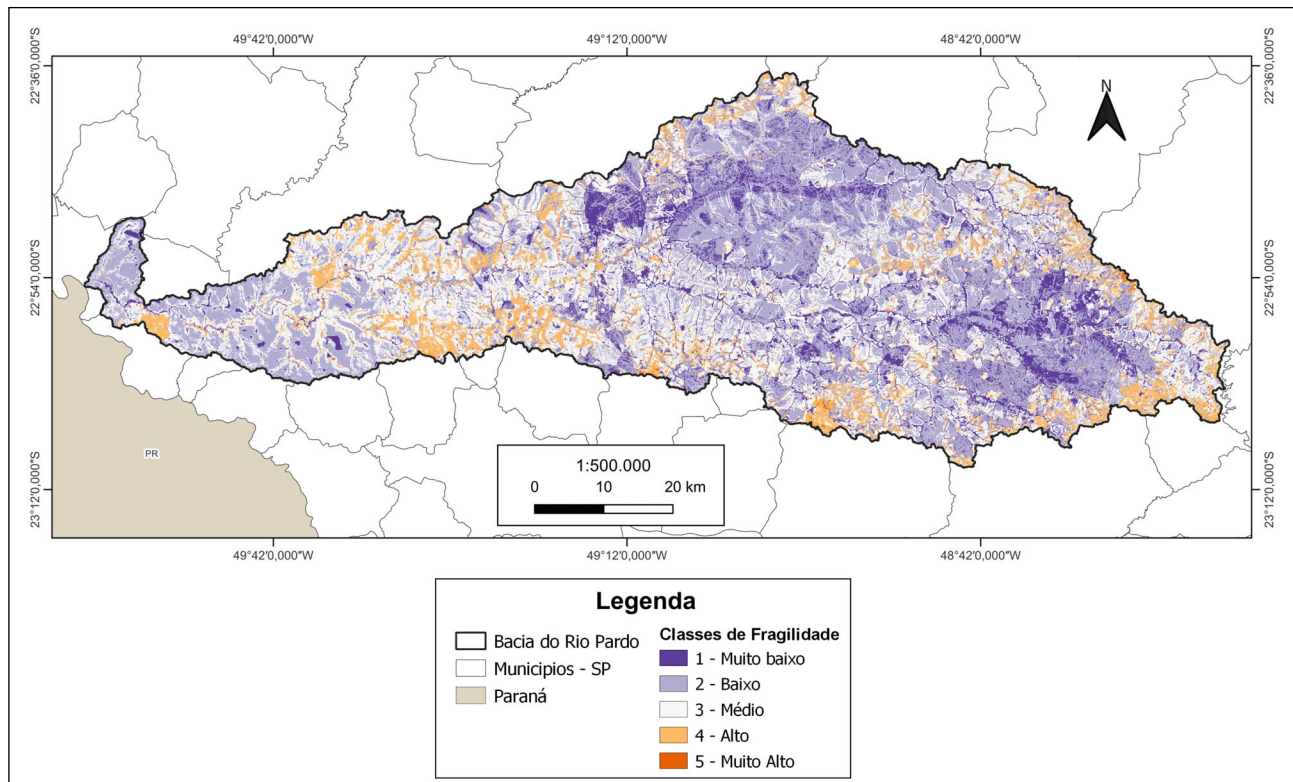 49°42'0,000"W
49°12'0,000"W
48°42'0,000"W
22°36'0,000"S
22°36'0,000"S
N
22°54'0,000"S
22°54'0,000"S
PR
1:500.000
0 10 20 km
23°12'0,000"S
23°12'0,000"S
49°42'0,000"W
49°12'0,000"W
48°42'0,000"W
Legenda
Bacia do Rio Pardo
Municipios - SP
Paraná
Classes de Fragilidade
1 - Muito baixo
2 - Baixo
3 - Médio
4 - Alto
5 - Muito Alto